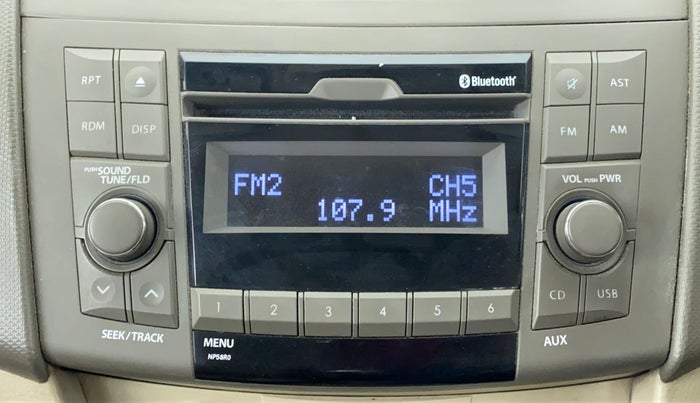 RPT
Bluetooth
AST
RDM
DISP
FM
AM
PUSH SOUND
TUNE/FLD
FM2 CH5
107.9 MHz
VOL PUSH PWR
1 2 3 4 5 6
CD
USB
SEEK/TRACK
MENU
NP58R0
AUX